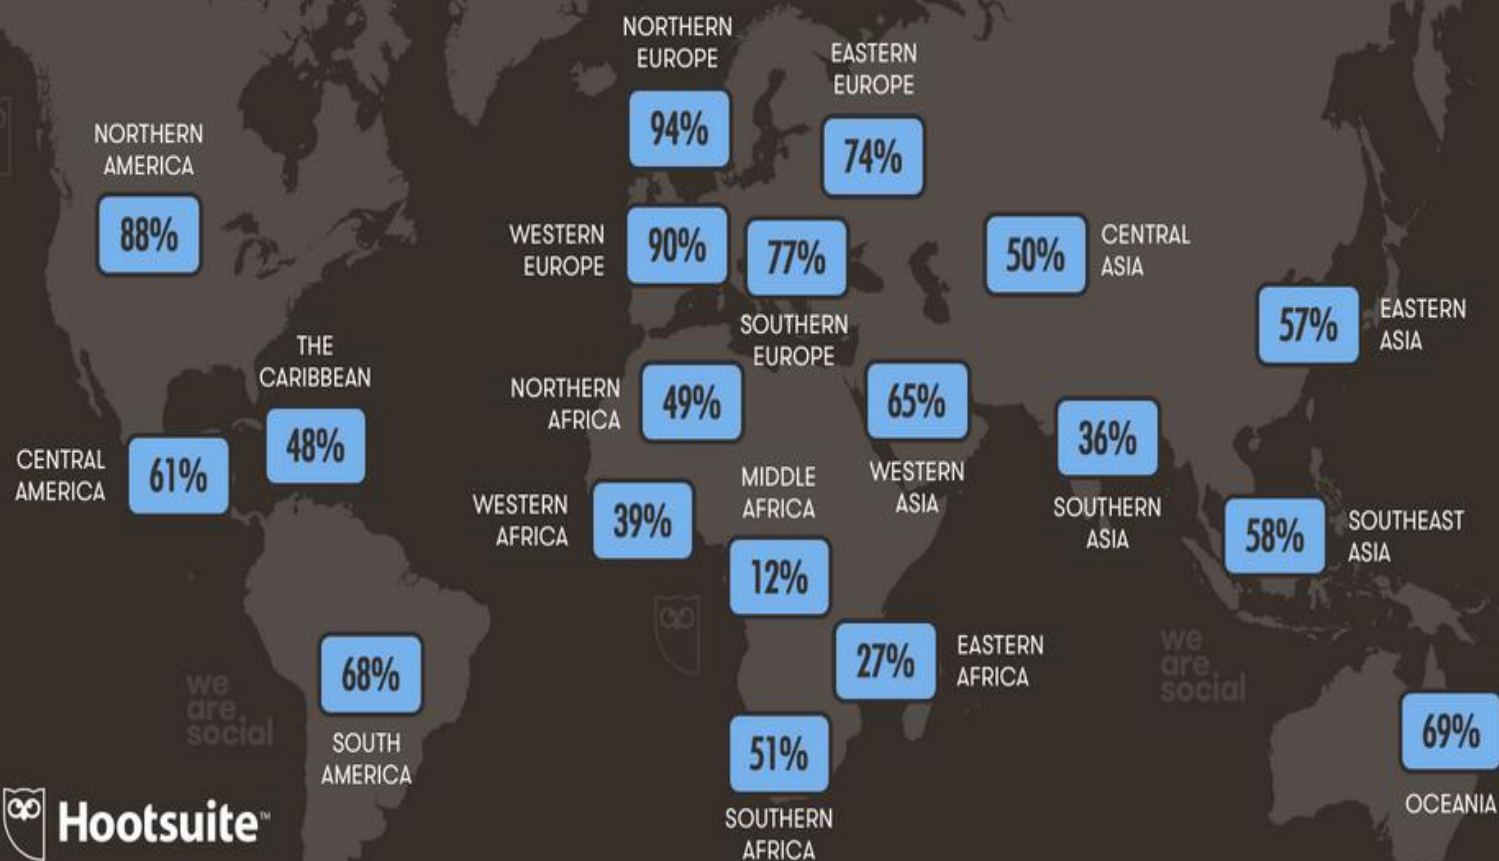 NORTHERN
EUROPE
94%
EASTERN
EUROPE
74%
NORTHERN
AMERICA
88%
WESTERN
EUROPE
90%
77%
SOUTHERN
EUROPE
50%
CENTRAL
ASIA
57%
EASTERN
ASIA
THE
CARIBBEAN
48%
NORTHERN
AFRICA
49%
65%
WESTERN
ASIA
36%
SOUTHERN
ASIA
CENTRAL
AMERICA
61%
WESTERN
AFRICA
39%
MIDDLE
AFRICA
12%
58%
SOUTHEAST
ASIA
27%
EASTERN
AFRICA
we
are
social
68%
SOUTH
AMERICA
we
are
social
51%
SOUTHERN
AFRICA
69%
OCEANIA
Hootsuite™